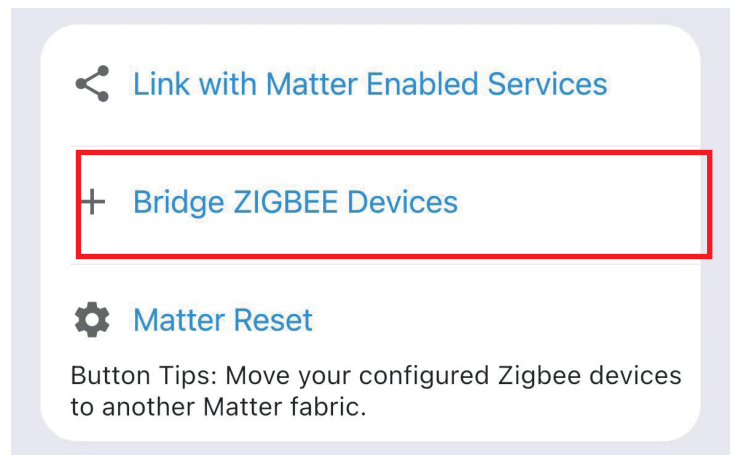 Link with Matter Enabled Services
Bridge ZIGBEE Devices
Matter Reset
Button Tips: Move your configured Zigbee devices
to another Matter fabric.